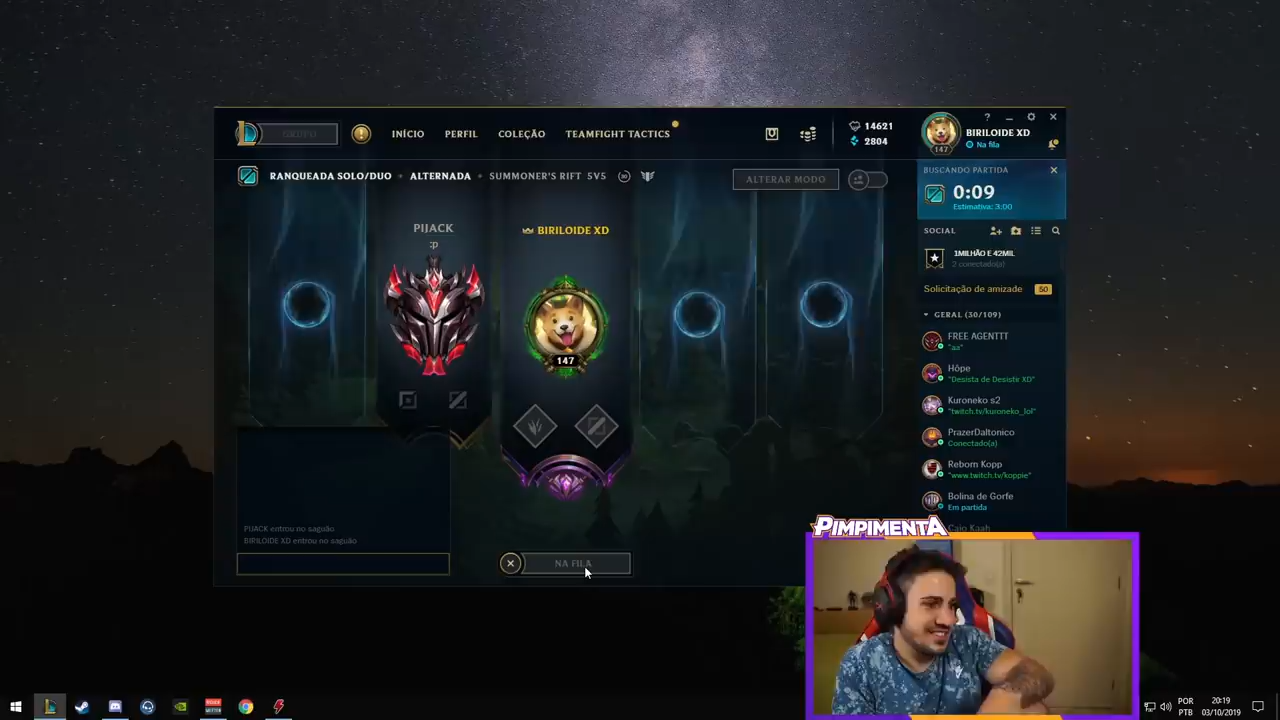 GRUPO
INÍCIO
PERFIL
COLEÇÃO
TEAMFIGHT TACTICS
14621
2804
147
BIRILOIDE XD
Na fila
RANQUEADA SOLO/DUO
ALTERNADA
SUMMONER'S RIFT 5V5
30
ALTERAR MODO
BUSCANDO PARTIDA
0:09
Estimativa: 3:00
PIJACK
:p
BIRILOIDE XD
147
SOCIAL
1MILHÃO E 42MIL
2 conectado(a)
Solicitação de amizade 50
GERAL (30/109)
FREE AGENTTT
"aa"
Hôpe
"Desista de Desistir XD"
Kuroneko s2
"twitch.tv/kuroneko_lol"
PrazerDaltonico
Conectado(a)
Reborn Kopp
"www.twitch.tv/koppie"
Bolina de Gorfe
Em partida
Caio Kaah
PIJACK entrou no saguão
BIRILOIDE XD entrou no saguão
NA FILA
PIMPIMENTA
POR
PTB
20:19
03/10/2019